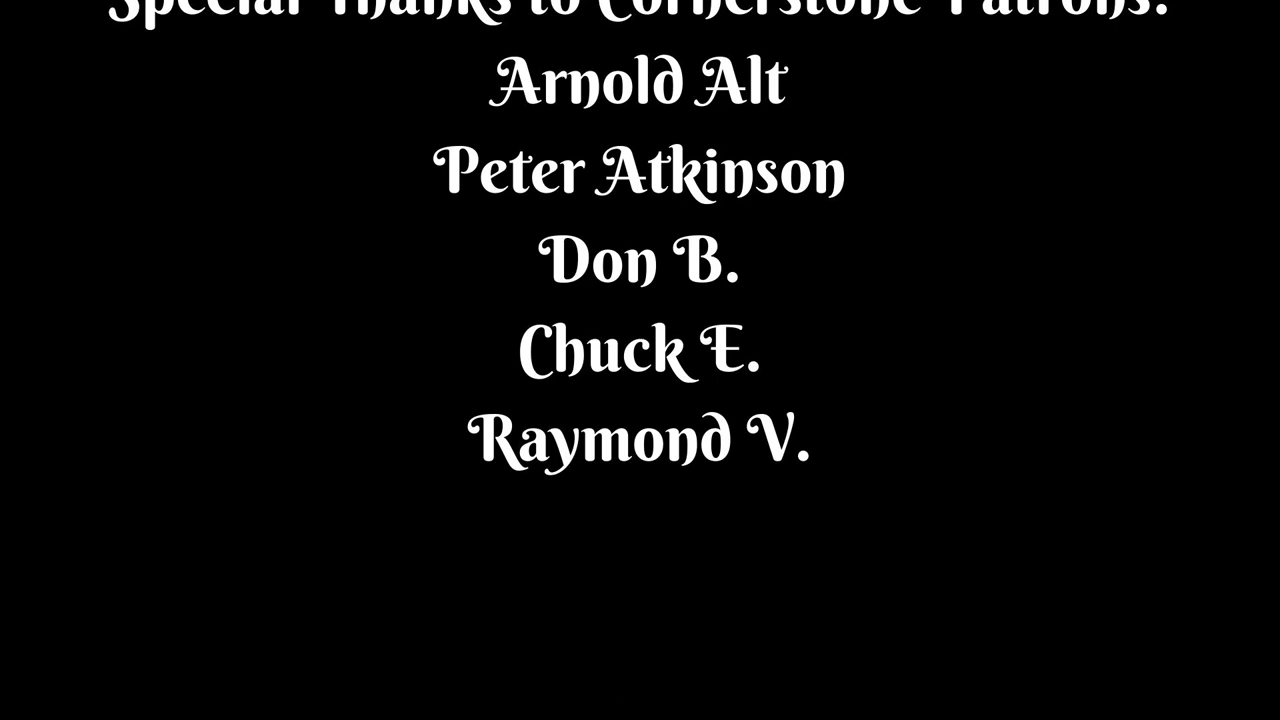 Special Thanks to Cornerstone Patrons:
Arnold Alt
Peter Atkinson
Don B.
Chuck E.
Raymond V.